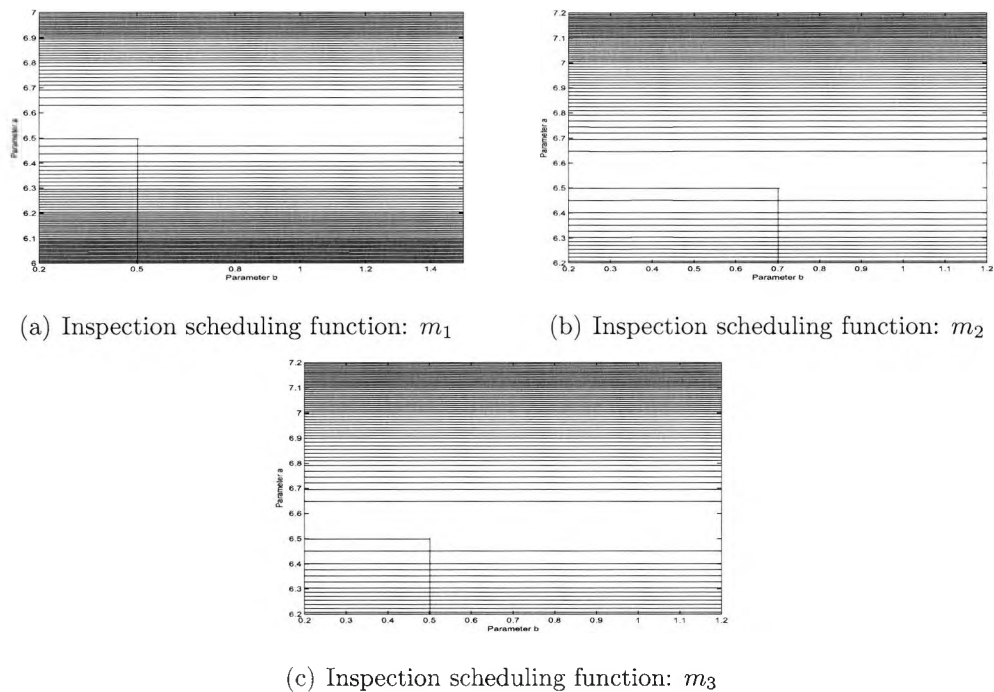 7
6.9
6.8
6.7
6.6
6.5
6.4
6.3
6.2
6.1
6
Parameter a
0.2 0.5 0.8 1 1.2 1.4
Parameter b
(a) Inspection scheduling function: m1
7.2
7.1
7
6.9
6.8
6.7
6.6
6.5
6.4
6.3
6.2
Parameter a
0.2 0.3 0.4 0.5 0.6 0.7 0.8 0.9 1 1.1 1.2
Parameter b
(b) Inspection scheduling function: m2
7.2
7.1
7
6.9
6.8
6.7
6.6
6.5
6.4
6.3
6.2
Parameter a
0.2 0.3 0.4 0.5 0.6 0.7 0.8 0.9 1 1.1 1.2
Parameter b
(c) Inspection scheduling function: m3